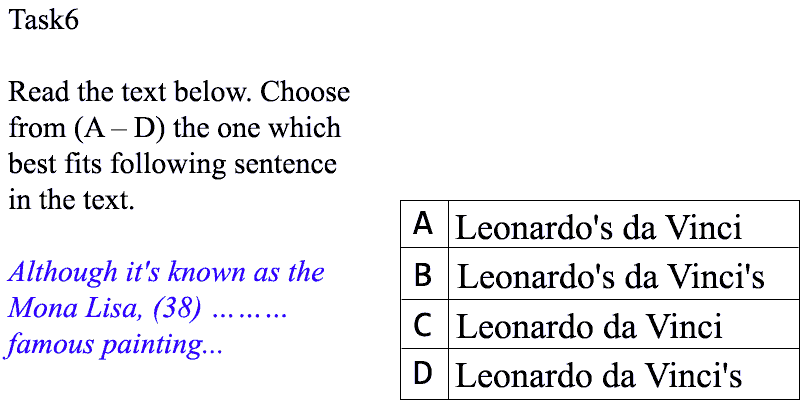 Task6
Read the text below. Choose
from (A – D) the one which
best fits following sentence
in the text.
Although it's known as the
Mona Lisa, (38) ………
famous painting...
A Leonardo's da Vinci
B Leonardo's da Vinci's
C Leonardo da Vinci
D Leonardo da Vinci's